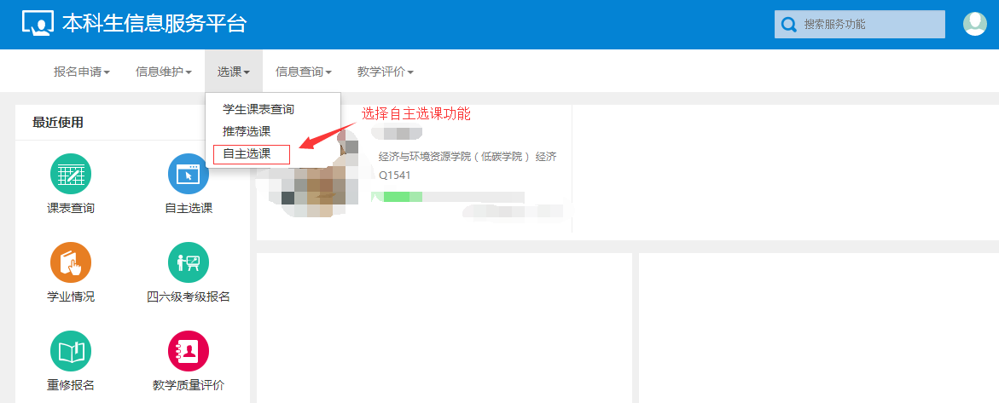 本科生信息服务平台
搜索服务功能
报名申请 信息维护 选课 信息查询 教学评价
学生课表查询
推荐选课
自主选课
选择自主选课功能
最近使用
经济与环境资源学院（低碳学院） 经济
Q1541
课表查询 自主选课
学业情况 四六级考级报名
重修报名 教学质量评价